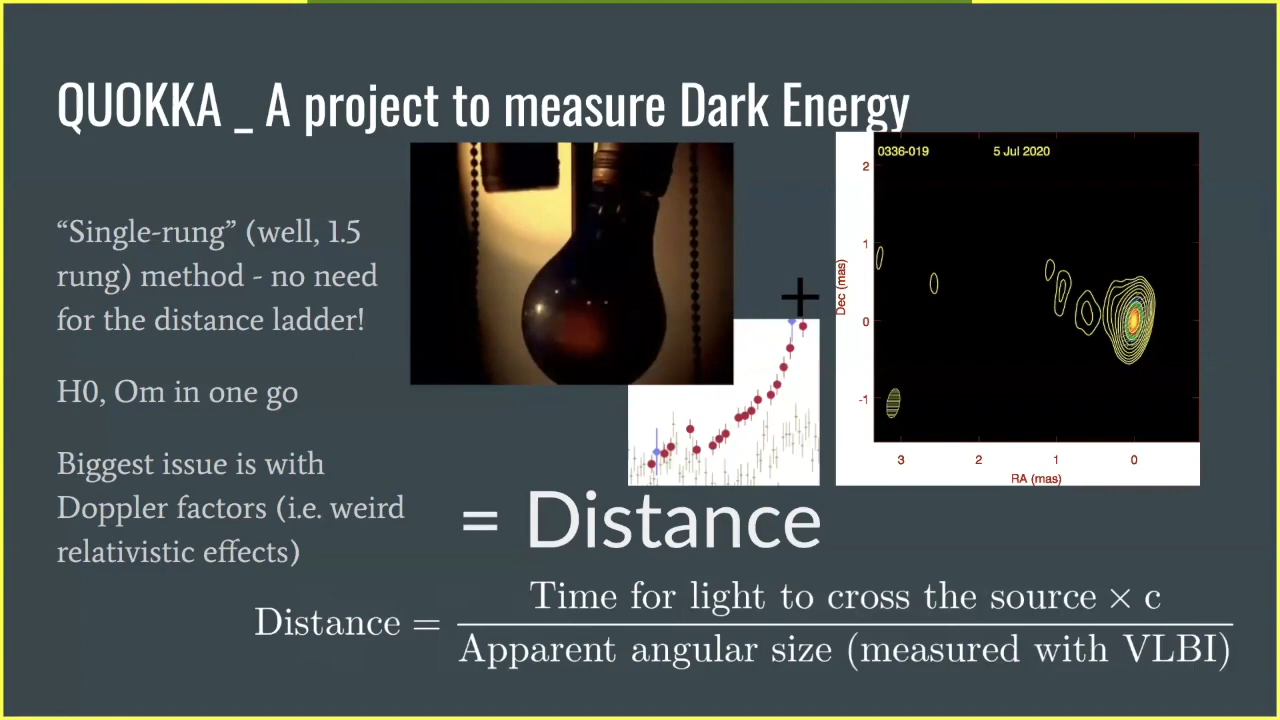 QUOKKA _ A project to measure Dark Energy
“Single-rung” (well, 1.5
rung) method - no need
for the distance ladder!
H0, Om in one go
Biggest issue is with
Doppler factors (i.e. weird
relativistic effects)
+
0336-019 5 Jul 2020
2
1
0
-1
Dec (mas)
3 2 1 0
RA (mas)
= Distance
Distance = Time for light to cross the source × c
Apparent angular size (measured with VLBI)